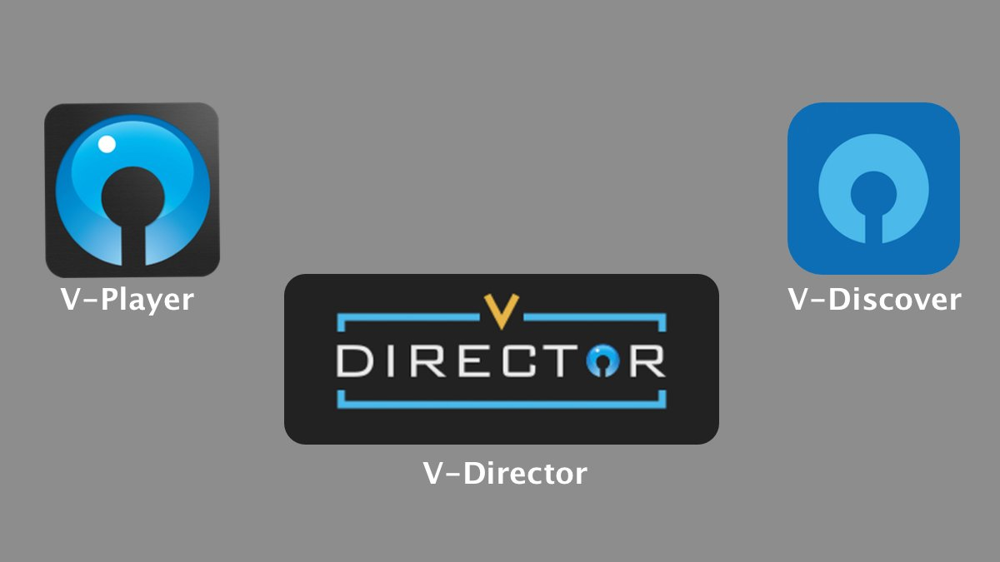 V-Player
V-Discover
V
DIRECTOR
V-Director